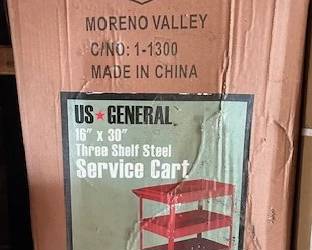 MORENO VALLEY
C/NO: 1-1300
MADE IN CHINA
US★GENERAL
16" x 30"
Three Shelf Steel
Service Cart